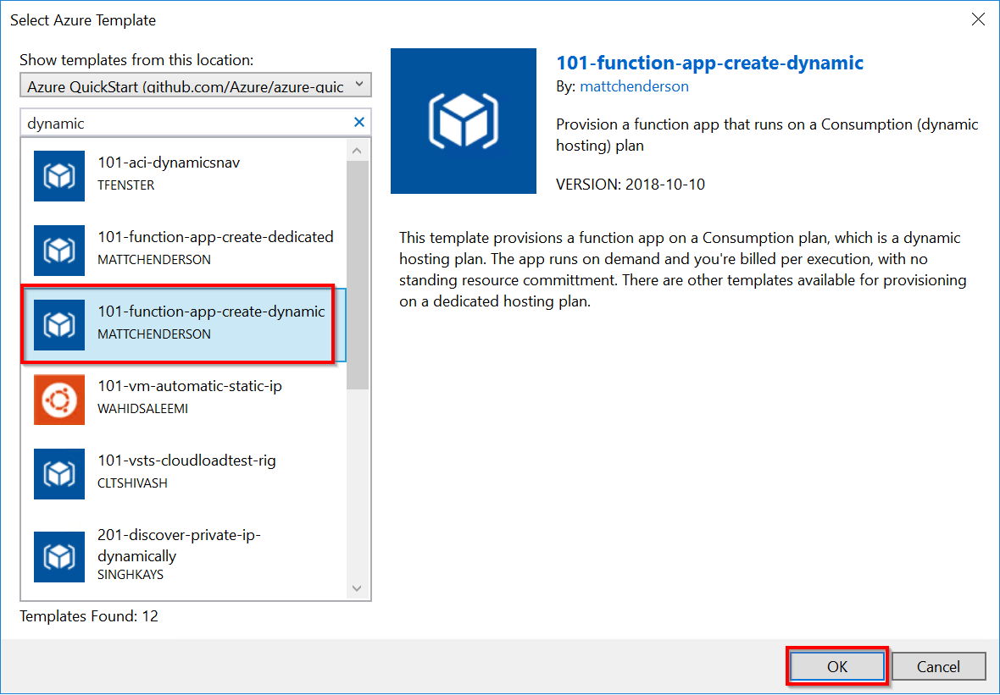 Select Azure Template
Show templates from this location:
Azure QuickStart (github.com/Azure/azure-quic
dynamic
101-aci-dynamicsnav
TFENSTER
101-function-app-create-dedicated
MATTCHENDERSON
101-function-app-create-dynamic
MATTCHENDERSON
101-vm-automatic-static-ip
WAHIDSALEEMI
101-vsts-cloudloadtest-rig
CLTSHIVASH
201-discover-private-ip-
dynamically
SINGHKAYS
Templates Found: 12
101-function-app-create-dynamic
By: mattchenderson
Provision a function app that runs on a Consumption (dynamic
hosting) plan
VERSION: 2018-10-10
This template provisions a function app on a Consumption plan, which is a dynamic
hosting plan. The app runs on demand and you're billed per execution, with no
standing resource committment. There are other templates available for provisioning
on a dedicated hosting plan.
OK
Cancel